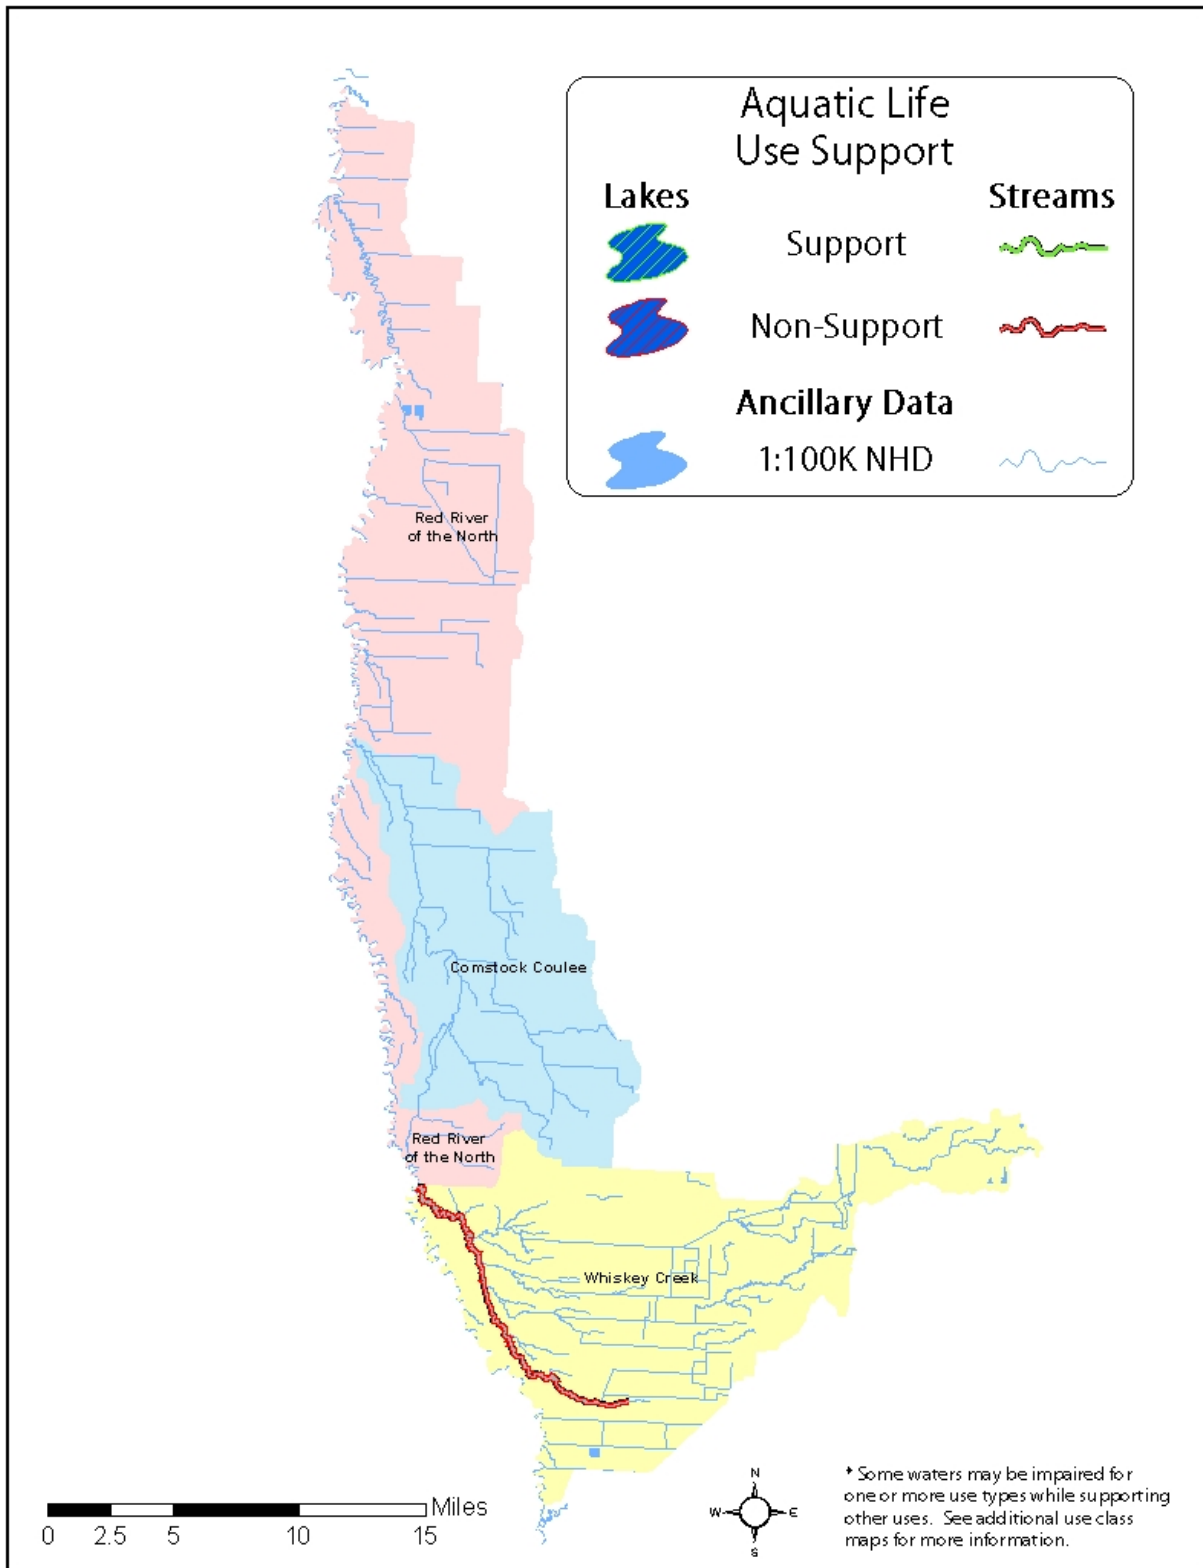 Aquatic Life
Use Support
Lakes Streams
Support
Non-Support
Ancillary Data
1:100K NHD
Red River
of the North
Comstock Coulee
Red River
of the North
Whiskey Creek
Miles
0 2.5 5 10 15
N
W E
S
* Some waters may be impaired for
one or more use types while supporting
other uses. See additional use class
maps for more information.